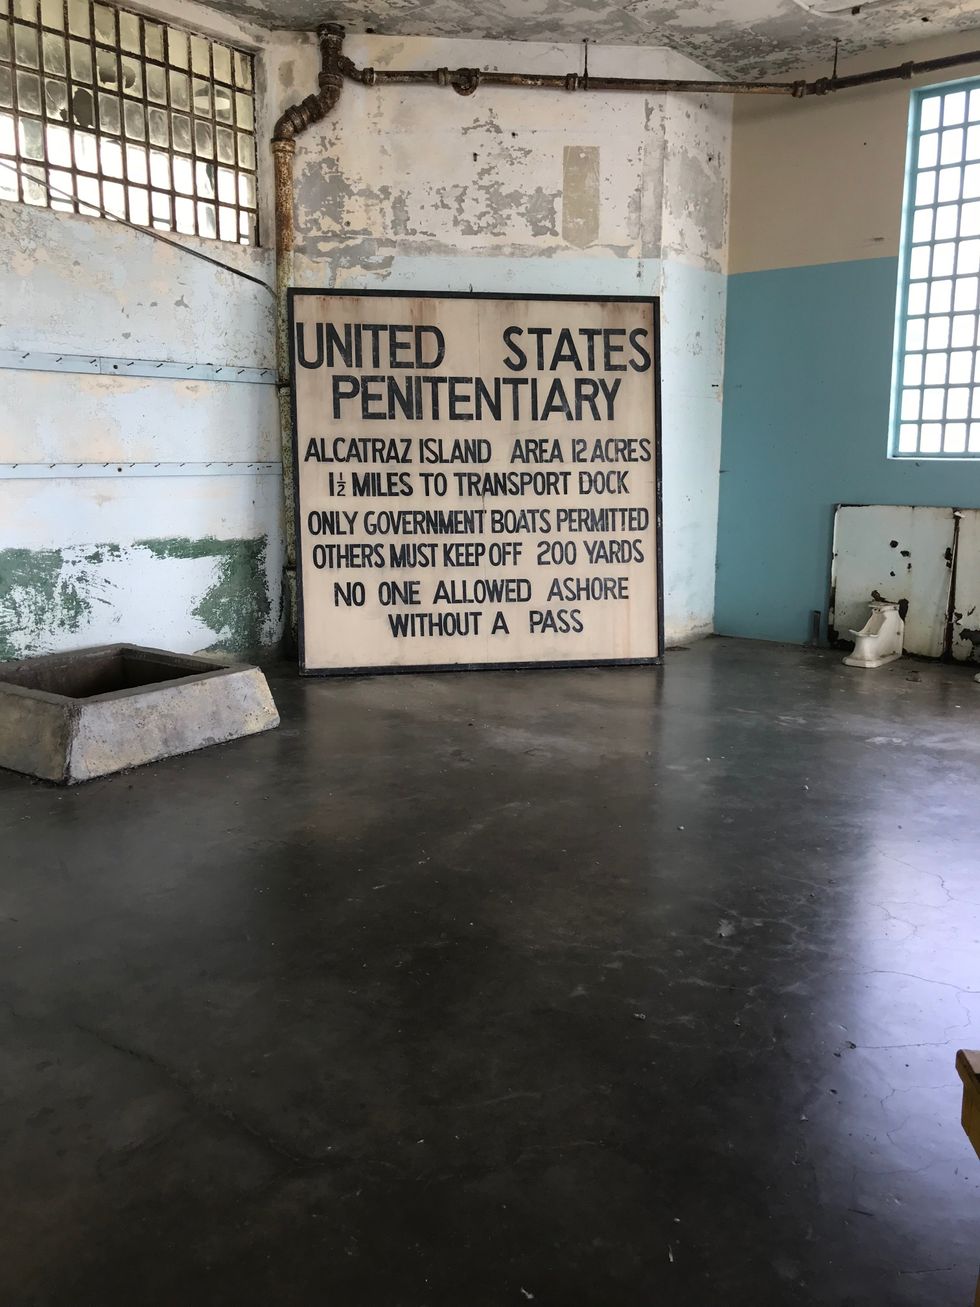 UNITED STATES
PENITENTIARY
ALCATRAZ ISLAND AREA 12 ACRES
1½ MILES TO TRANSPORT DOCK
ONLY GOVERNMENT BOATS PERMITTED
OTHERS MUST KEEP OFF 200 YARDS
NO ONE ALLOWED ASHORE
WITHOUT A PASS